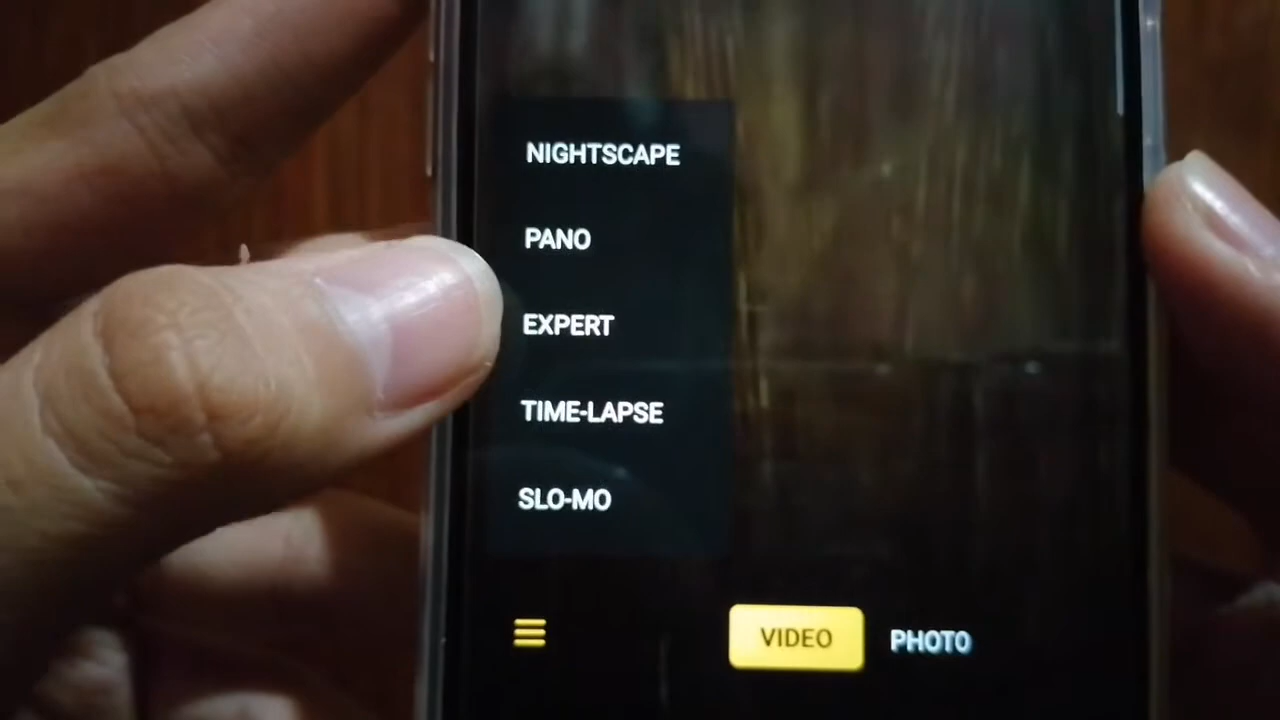 NIGHTSCAPE
PANO
EXPERT
TIME-LAPSE
SLO-MO
VIDEO PHOTO